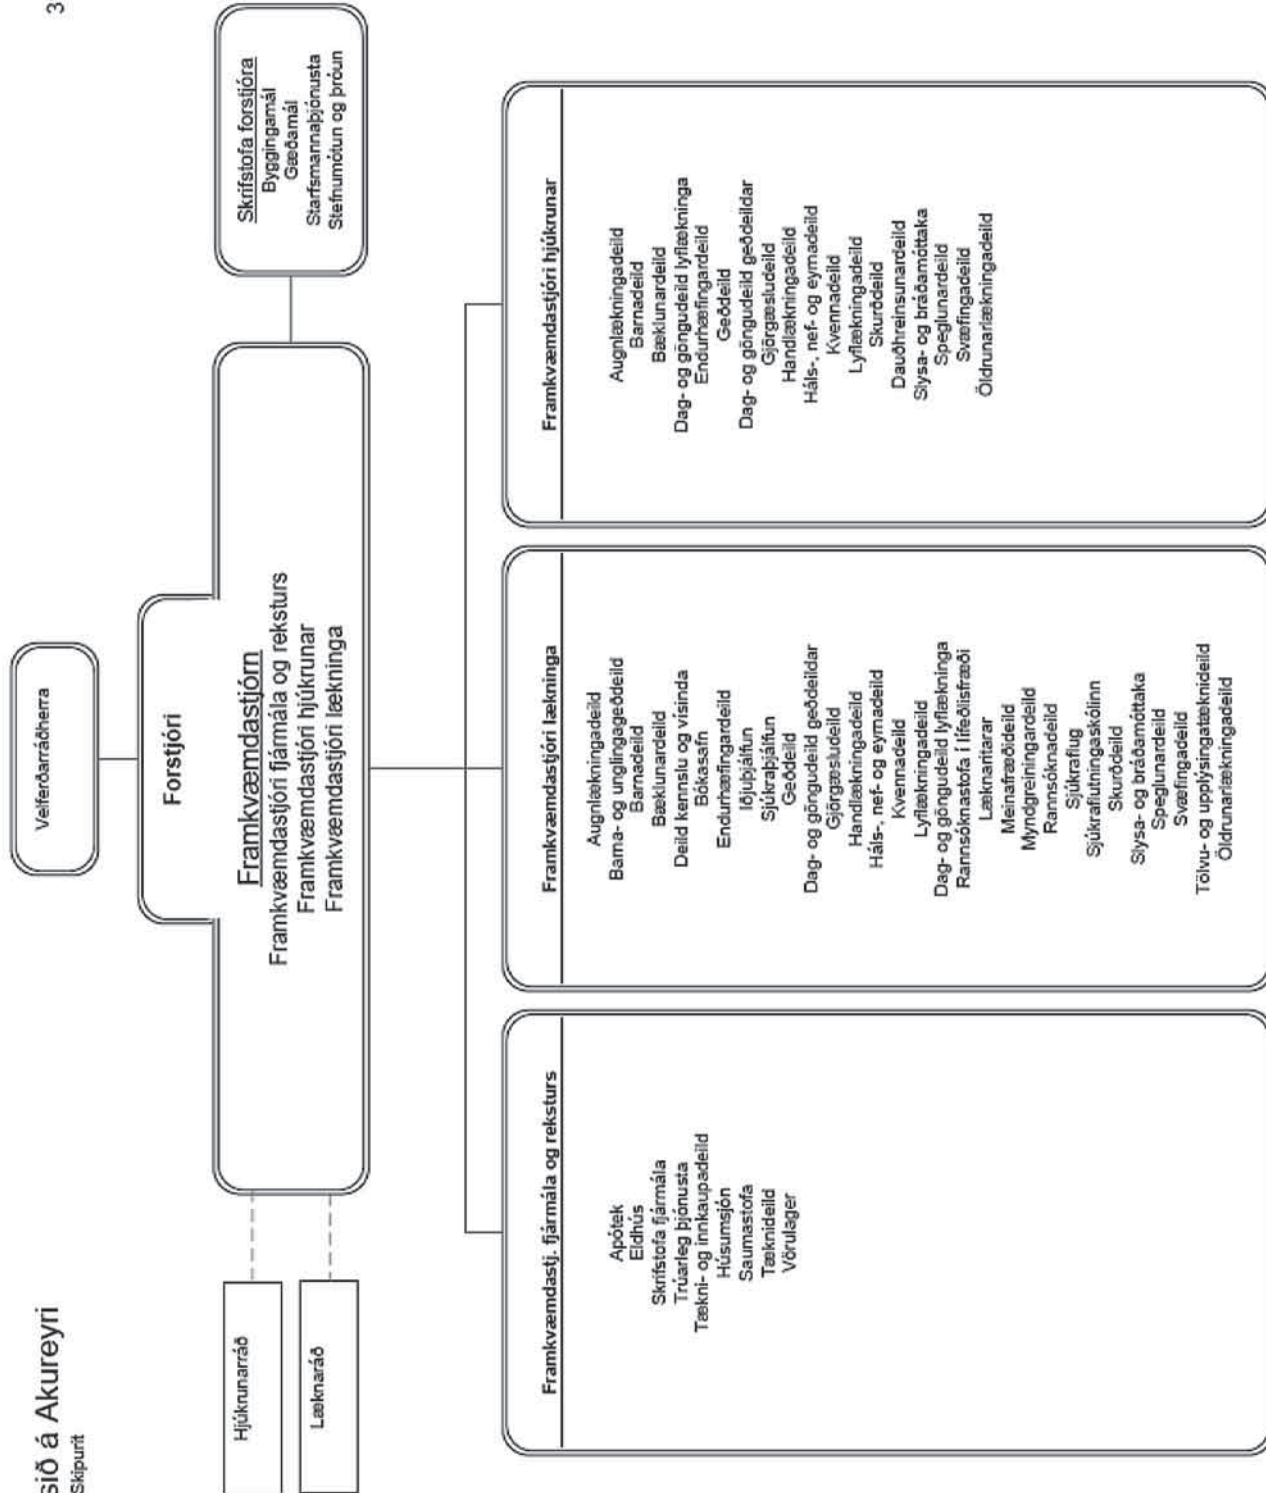 sið á Akureyri
Skipurit
3
Velferðarráðherra
Forstjóri
Framkvæmdastjórn
Framkvæmdastjóri fjármála og reksturs
Framkvæmdastjóri hjúkrunar
Framkvæmdastjóri lækninga
Skrifstofa forstjóra
Byggingamál
Gæðamál
Starfsmannaþjónusta
Stefnumótun og þróun
Hjúkrunarráð
Læknaráð
Framkvæmdastj. fjármála og reksturs
Apótek
Eldhús
Skrifstofa fjármála
Trúarleg þjónusta
Tækni- og innkaupadeild
Húsumsjón
Saumastofa
Tæknideild
Vörulager
Framkvæmdastjóri lækninga
Augnlækningadeild
Barna- og unglingageðdeild
Barnadeild
Bæklunardeild
Deild kennslu og vísinda
Bókasafn
Endurhæfingardeild
Iðjuþjálfun
Sjúkraþjálfun
Geðdeild
Dag- og göngudeild geðdeildar
Gjörgæsludeild
Handlækningadeild
Háls-, nef- og eyrnadeild
Kvennadeild
Lyflækningadeild
Dag- og göngudeild lyflækninga
Rannsóknastofa í lífeðlisfræði
Læknaritarar
Meinafræðideild
Myndgreiningardeild
Rannsóknadeild
Sjúkraflug
Sjúkraflutningaskólinn
Skurðdeild
Slysa- og bráðamóttaka
Speglunardeild
Svæfingadeild
Tölvu- og upplýsingatæknideild
Öldrunarlækningadeild
Framkvæmdastjóri hjúkrunar
Augnlækningadeild
Barnadeild
Bæklunardeild
Dag- og göngudeild lyflækninga
Endurhæfingardeild
Geðdeild
Dag- og göngudeild geðdeildar
Gjörgæsludeild
Handlækningadeild
Háls-, nef- og eyrnadeild
Kvennadeild
Lyflækningadeild
Skurðdeild
Dauðhreinsunardeild
Slysa- og bráðamóttaka
Speglunardeild
Svæfingadeild
Öldrunarlækningadeild